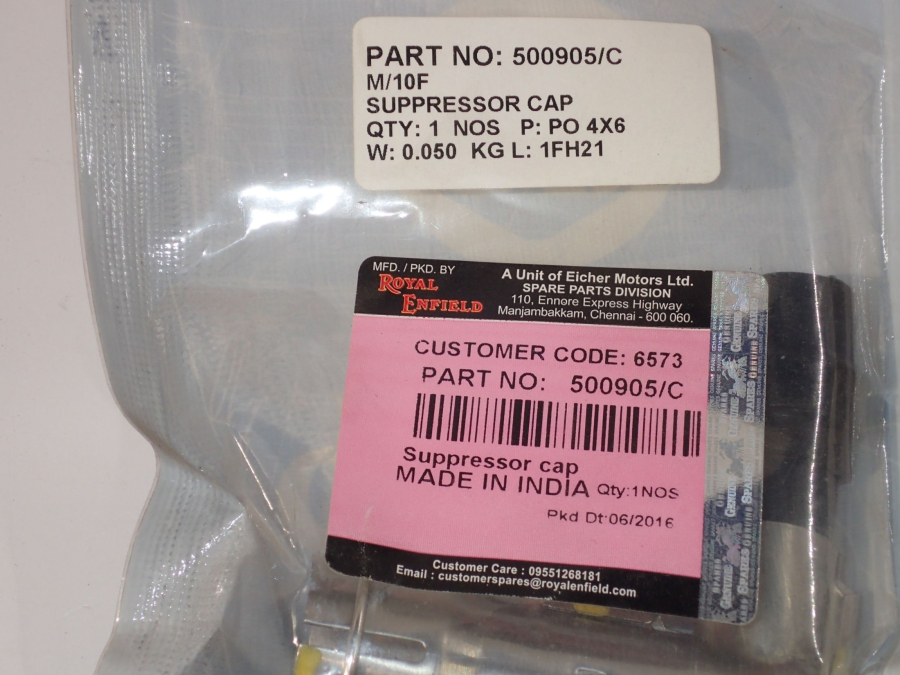 PART NO: 500905/C
M/10F
SUPPRESSOR CAP
QTY: 1 NOS P: PO 4X6
W: 0.050 KG L: 1FH21
MFD. / PKD. BY
ROYAL
ENFIELD
A Unit of Eicher Motors Ltd.
SPARE PARTS DIVISION
110, Ennore Express Highway
Manjambakkam, Chennai - 600 060.
CUSTOMER CODE: 6573
PART NO: 500905/C
Suppressor cap
MADE IN INDIA Qty:1NOS
Pkd Dt:06/2016
Customer Care : 09551268181
Email : customerspares@royalenfield.com
GENUINE SPARES